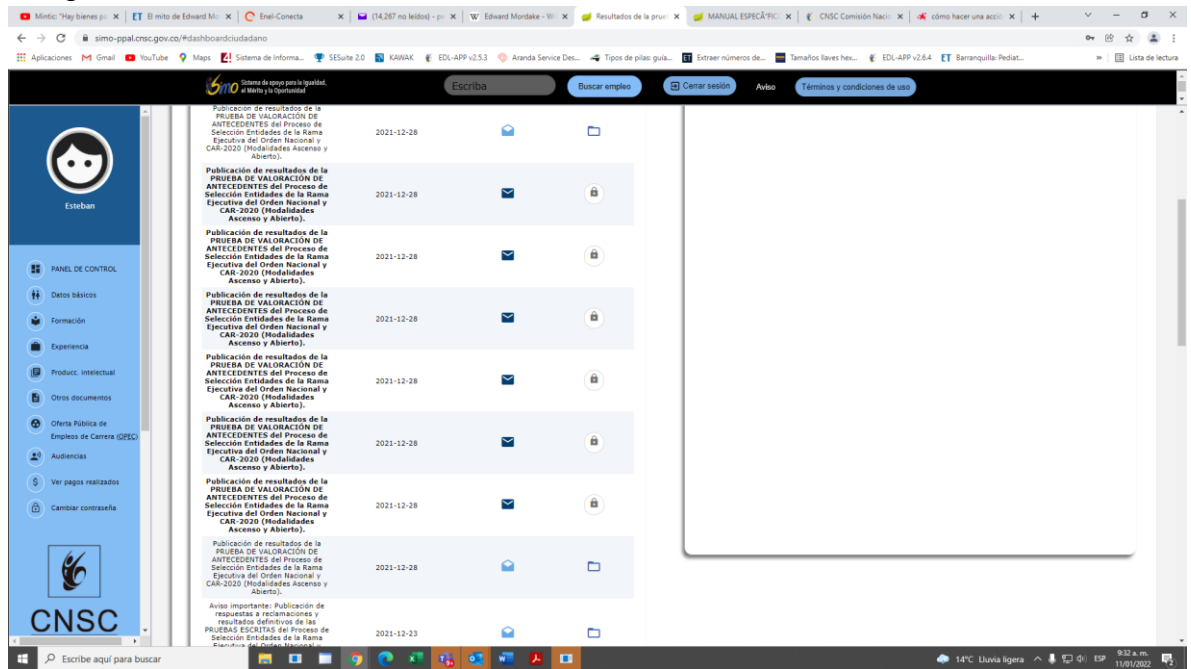 Mintic: "Hay bienes pú
El mito de Edward Mo
Enel-Conecta
(14,267 no leídos) - pe
Edward Mordake - Wi
Resultados de la prue
CNSC Comisión Nacio
cómo hacer una acció
simo-ppal.cnsc.gov.co/#dashboardciudadano
Aplicaciones
Gmail
YouTube
Maps
Sistema de Informa...
SESuite 2.0
KAWAK
EDL-APP v2.5.3
Aranda Service Des...
Tipos de pilas: guía...
Extraer números de...
Tamaños llaves hex...
EDL-APP v2.6.4
Barranquilla: Pediat...
Lista de lectura
Simo
Sistema de apoyo para la Igualdad,
el Mérito y la Oportunidad
Escriba
Buscar empleo
Cerrar sesión
Aviso
Términos y condiciones de uso
Esteban
PANEL DE CONTROL
Datos básicos
Formación
Experiencia
Producc. intelectual
Otros documentos
Oferta Pública de
Empleos de Carrera (OPEC)
Audiencias
Ver pagos realizados
Cambiar contraseña
CNSC
Publicación de resultados de la
PRUEBA DE VALORACIÓN DE
ANTECEDENTES del Proceso de
Selección Entidades de la Rama
Ejecutiva del Orden Nacional y
CAR-2020 (Modalidades Ascenso y
Abierto).
2021-12-28
Publicación de resultados de la
PRUEBA DE VALORACIÓN DE
ANTECEDENTES del Proceso de
Selección Entidades de la Rama
Ejecutiva del Orden Nacional y
CAR-2020 (Modalidades
Ascenso y Abierto).
2021-12-28
Publicación de resultados de la
PRUEBA DE VALORACIÓN DE
ANTECEDENTES del Proceso de
Selección Entidades de la Rama
Ejecutiva del Orden Nacional y
CAR-2020 (Modalidades
Ascenso y Abierto).
2021-12-28
Publicación de resultados de la
PRUEBA DE VALORACIÓN DE
ANTECEDENTES del Proceso de
Selección Entidades de la Rama
Ejecutiva del Orden Nacional y
CAR-2020 (Modalidades
Ascenso y Abierto).
2021-12-28
Publicación de resultados de la
PRUEBA DE VALORACIÓN DE
ANTECEDENTES del Proceso de
Selección Entidades de la Rama
Ejecutiva del Orden Nacional y
CAR-2020 (Modalidades
Ascenso y Abierto).
2021-12-28
Publicación de resultados de la
PRUEBA DE VALORACIÓN DE
ANTECEDENTES del Proceso de
Selección Entidades de la Rama
Ejecutiva del Orden Nacional y
CAR-2020 (Modalidades
Ascenso y Abierto).
2021-12-28
Publicación de resultados de la
PRUEBA DE VALORACIÓN DE
ANTECEDENTES del Proceso de
Selección Entidades de la Rama
Ejecutiva del Orden Nacional y
CAR-2020 (Modalidades
Ascenso y Abierto).
2021-12-28
Publicación de resultados de la
PRUEBA DE VALORACIÓN DE
ANTECEDENTES del Proceso de
Selección Entidades de la Rama
Ejecutiva del Orden Nacional y
CAR-2020 (Modalidades Ascenso y
Abierto).
2021-12-28
Aviso importante: Publicación de
respuestas a reclamaciones y
resultados definitivos de las
PRUEBAS ESCRITAS del Proceso de
Selección Entidades de la Rama
Ejecutiva del Orden Nacional y
2021-12-23
Escribe aquí para buscar
14°C Lluvia ligera
ESP
9:32 a. m.
11/01/2022